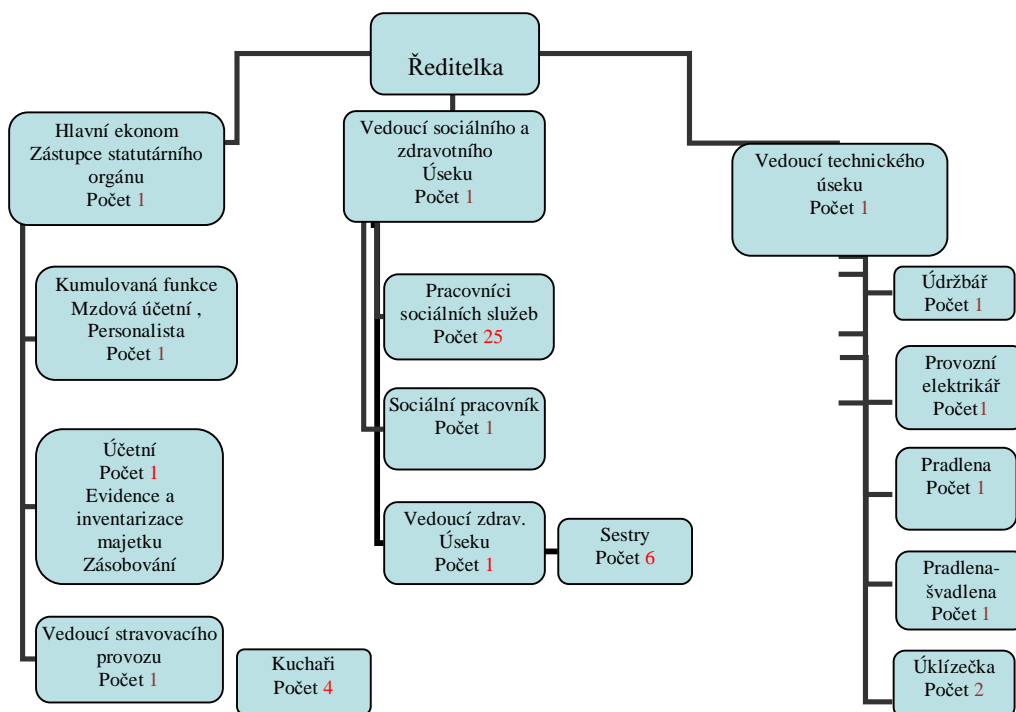 Ředitelka
Hlavní ekonom
Zástupce statutárního
orgánu
Počet 1
Kumulovaná funkce
Mzdová účetní ,
Personalista
Počet 1
Účetní
Počet 1
Evidence a
inventarizace
majetku
Zásobování
Vedoucí stravovacího
provozu
Počet 1
Kuchaři
Počet 4
Vedoucí sociálního a
zdravotního
Úseku
Počet 1
Pracovníci
sociálních služeb
Počet 25
Sociální pracovník
Počet 1
Vedoucí zdrav.
Úseku
Počet 1
Sestry
Počet 6
Vedoucí technického
úseku
Počet 1
Údržbář
Počet 1
Provozní
elektrikář
Počet1
Pradlena
Počet 1
Pradlena-
švadlena
Počet 1
Úklízečka
Počet 2